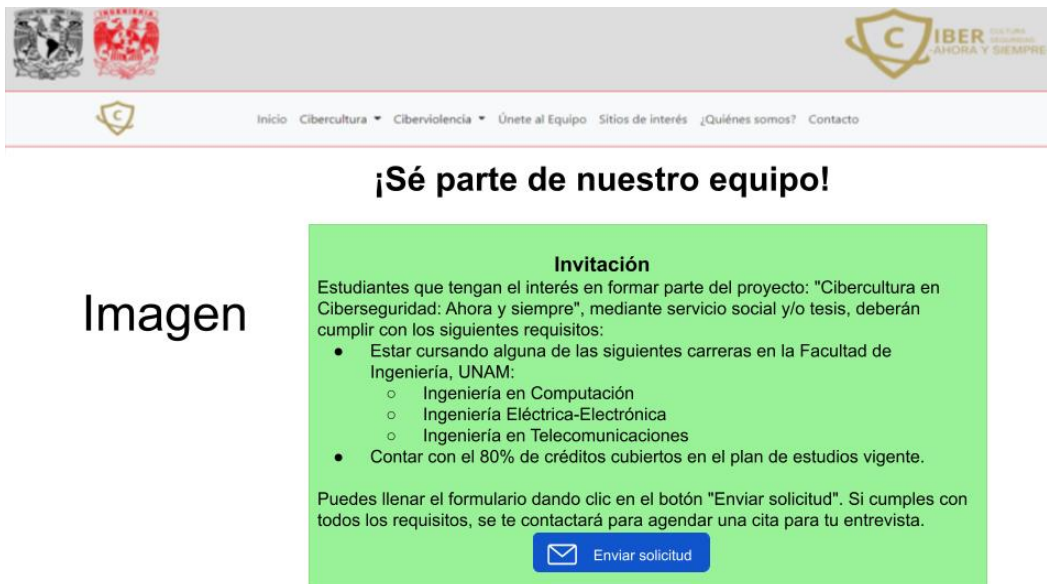 INGENIERIA
C
IBER CULTURA
SEGURIDAD
-AHORA Y SIEMPRE
C
Inicio Cibercultura Ciberviolencia Únete al Equipo Sitios de interés ¿Quiénes somos? Contacto
¡Sé parte de nuestro equipo!
Imagen
Invitación
Estudiantes que tengan el interés en formar parte del proyecto: "Cibercultura en
Ciberseguridad: Ahora y siempre", mediante servicio social y/o tesis, deberán
cumplir con los siguientes requisitos:
● Estar cursando alguna de las siguientes carreras en la Facultad de
Ingeniería, UNAM:
○ Ingeniería en Computación
○ Ingeniería Eléctrica-Electrónica
○ Ingeniería en Telecomunicaciones
● Contar con el 80% de créditos cubiertos en el plan de estudios vigente.
Puedes llenar el formulario dando clic en el botón "Enviar solicitud". Si cumples con
todos los requisitos, se te contactará para agendar una cita para tu entrevista.
Enviar solicitud